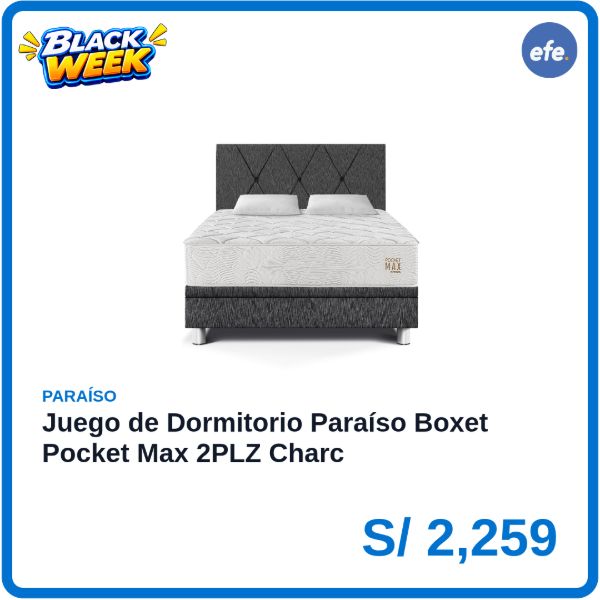 BLACK
WEEK
efe.
POCKET
MAX
PARAÍSO
Juego de Dormitorio Paraíso Boxet
Pocket Max 2PLZ Charc
S/ 2,259